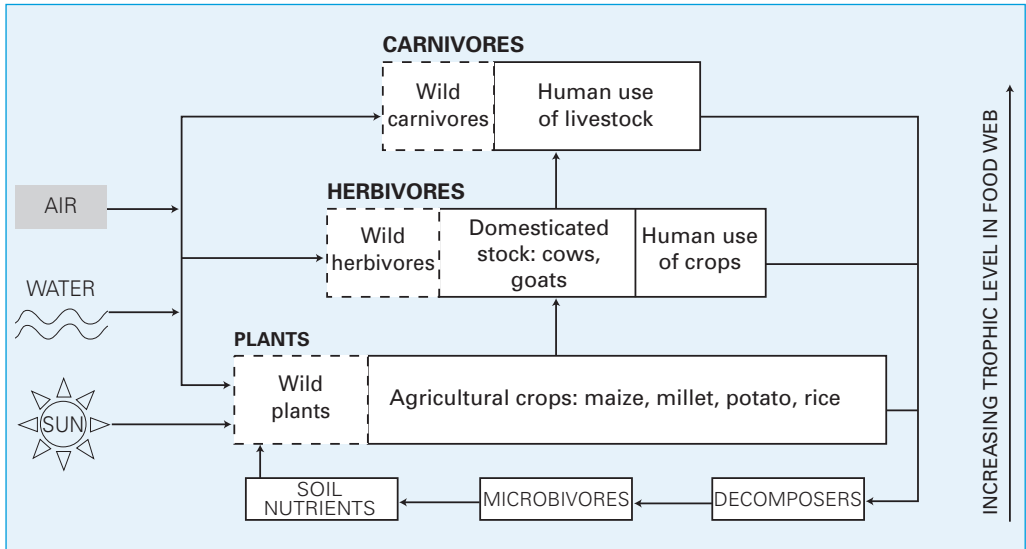 CARNIVORES
Wild
carnivores
Human use
of livestock
HERBIVORES
Wild
herbivores
Domesticated
stock: cows,
goats
Human use
of crops
PLANTS
Wild
plants
Agricultural crops: maize, millet, potato, rice
AIR
WATER
SUN
SOIL
NUTRIENTS
MICROBIVORES
DECOMPOSERS
INCREASING TROPHIC LEVEL IN FOOD WEB